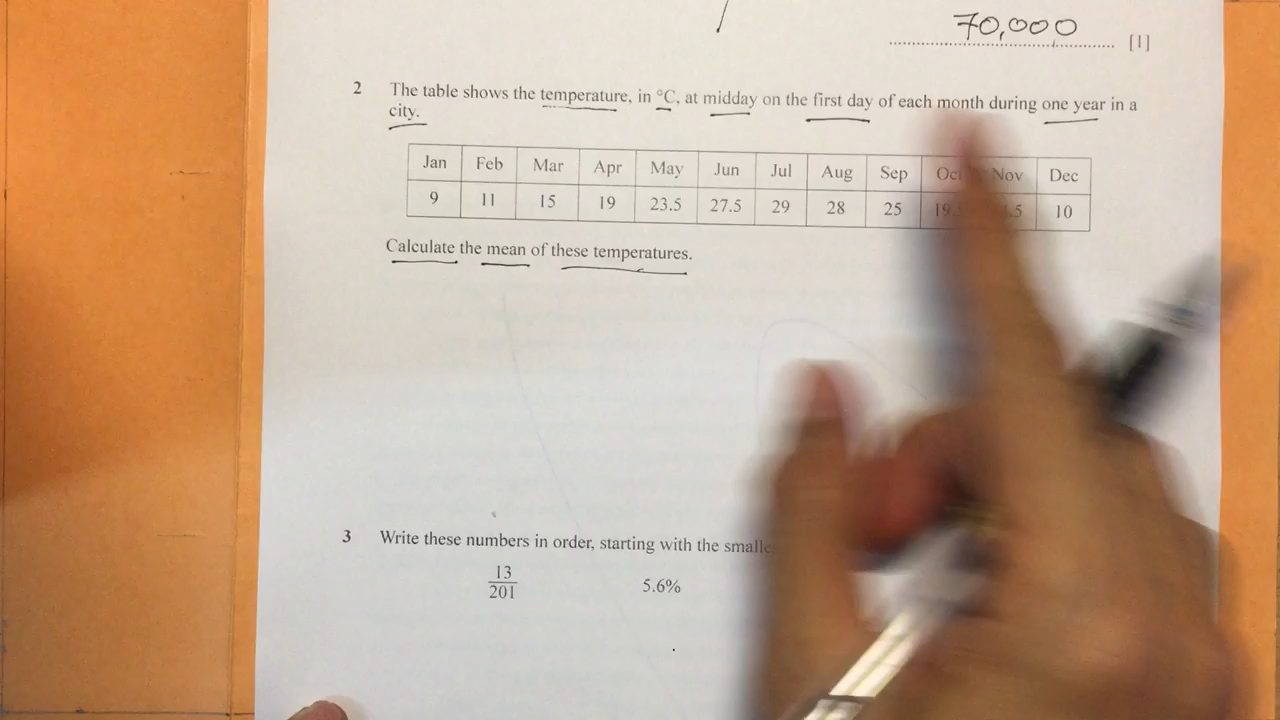 70,000
[1]
2 The table shows the temperature, in °C, at midday on the first day of each month during one year in a
city.
Jan Feb Mar Apr May Jun Jul Aug Sep Nov Dec
9 11 15 19 23.5 27.5 29 28 25 10
Calculate the mean of these temperatures.
3 Write these numbers in order, starting with the
13
201
5.6%